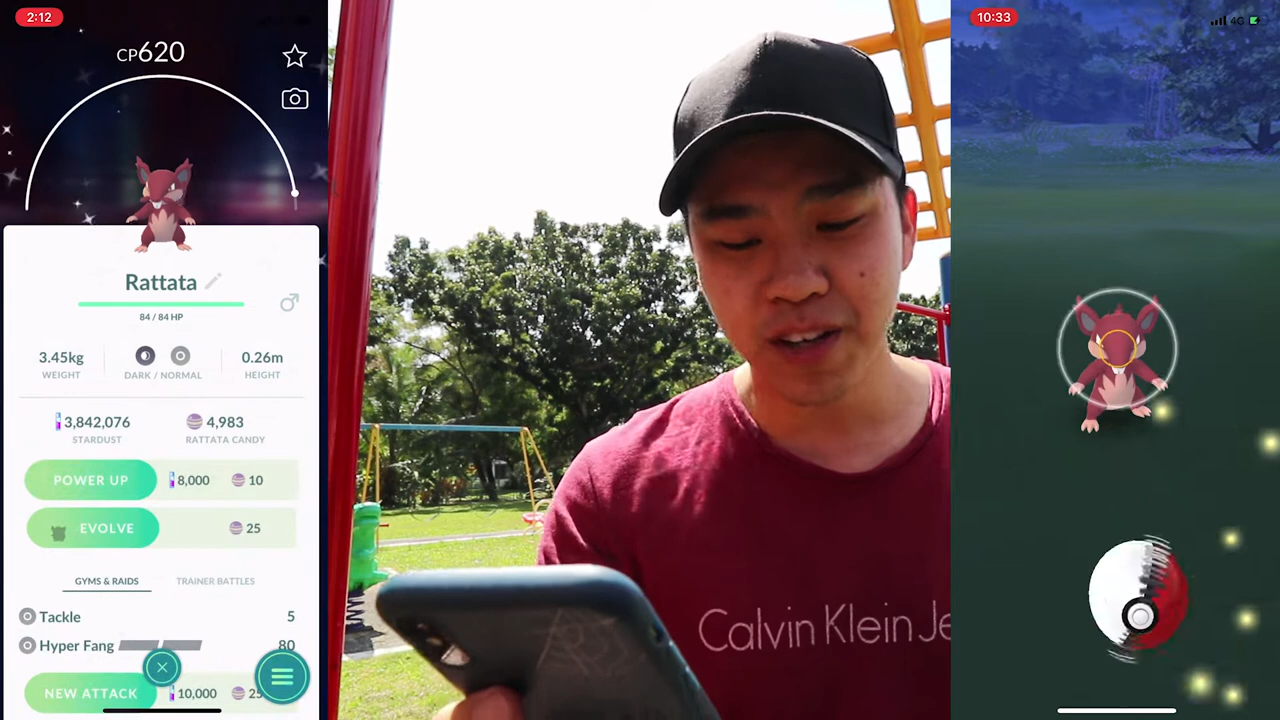 2:12
CP620
Rattata
84 / 84 HP
3.45kg
WEIGHT
DARK / NORMAL
0.26m
HEIGHT
3,842,076
STARDUST
4,983
RATTATA CANDY
POWER UP
8,000
10
EVOLVE
25
GYMS & RAIDS
TRAINER BATTLES
Tackle
5
Hyper Fang
80
NEW ATTACK
10,000
Calvin Klein Je
10:33
4G